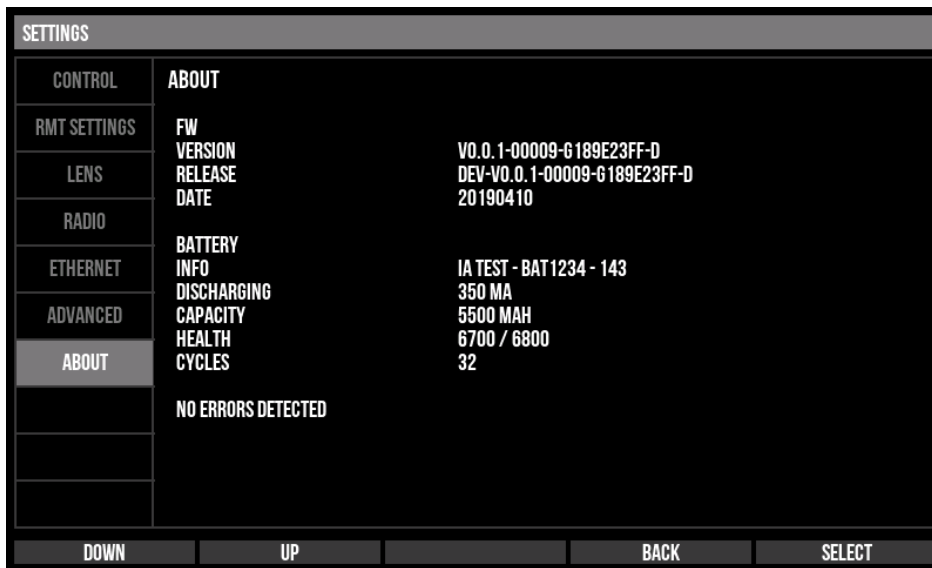 SETTINGS
CONTROL
RMT SETTINGS
LENS
RADIO
ETHERNET
ADVANCED
ABOUT
ABOUT
FW
VERSION V0.0.1-00009-G189E23FF-D
RELEASE DEV-V0.0.1-00009-G189E23FF-D
DATE 20190410
BATTERY
INFO IA TEST - BAT1234 - 143
DISCHARGING 350 MA
CAPACITY 5500 MAH
HEALTH 6700 / 6800
CYCLES 32
NO ERRORS DETECTED
DOWN UP BACK SELECT